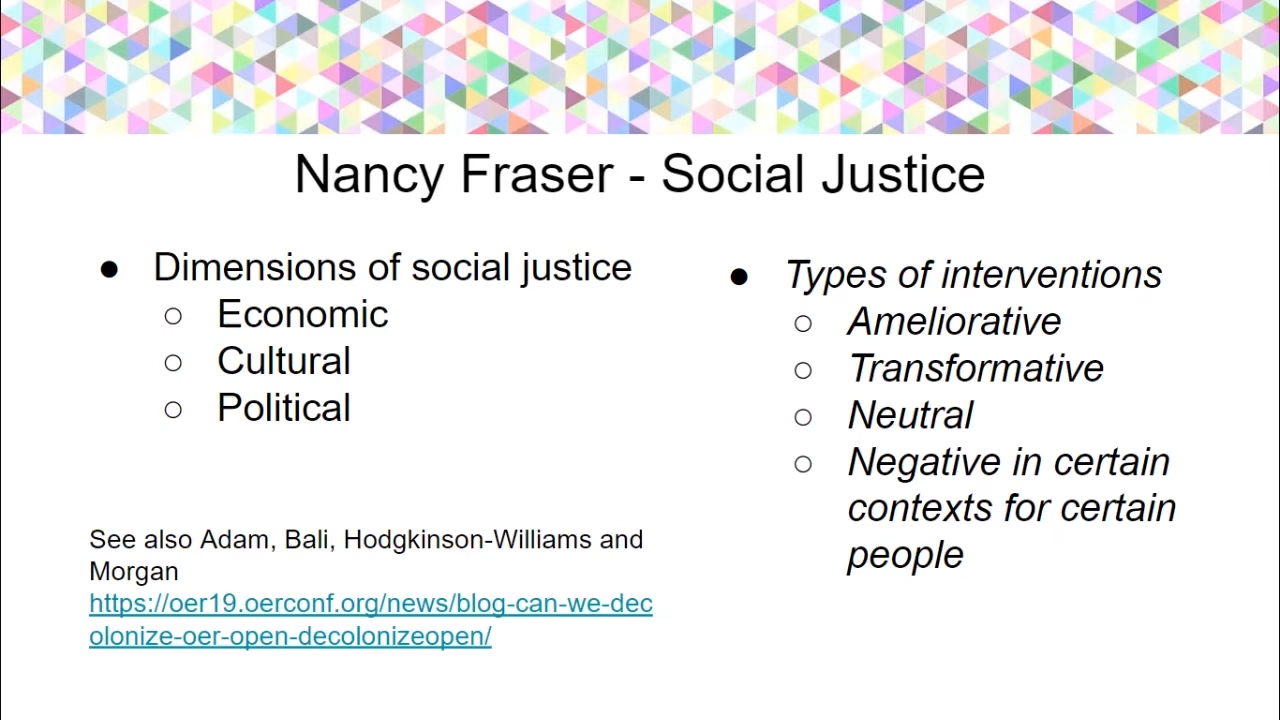 Nancy Fraser - Social Justice
● Dimensions of social justice
○ Economic
○ Cultural
○ Political
See also Adam, Bali, Hodgkinson-Williams and
Morgan
https://oer19.oerconf.org/news/blog-can-we-dec
olonize-oer-open-decolonizeopen/
● Types of interventions
○ Ameliorative
○ Transformative
○ Neutral
○ Negative in certain
contexts for certain
people